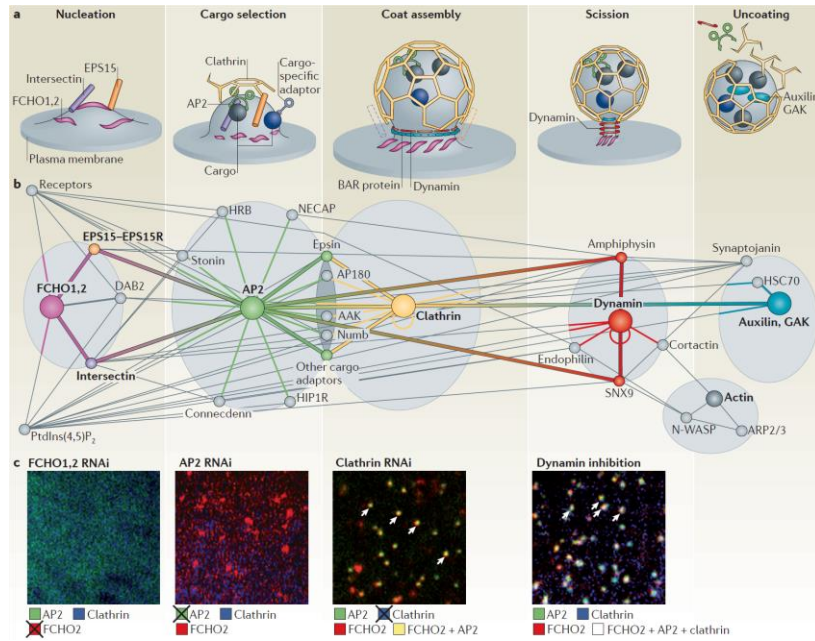 a
Nucleation
Cargo selection
Coat assembly
Scission
Uncoating
Intersectin
EPS15
FCHO1,2
Plasma membrane
Clathrin
Cargo-
specific
adaptor
AP2
Cargo
BAR protein
Dynamin
Dynamin
Auxilin
GAK
b
Receptors
HRB
NECAP
EPS15–EPS15R
Stonin
Epsin
Amphiphysin
Synaptojanin
FCHO1,2
DAB2
AP2
AP180
HSC70
Clathrin
Dynamin
Auxilin, GAK
AAK
Numb
Intersectin
Endophilin
Cortactin
Other cargo
adaptors
SNX9
Actin
Connecdenn
HIP1R
PtdIns(4,5)P₂
N-WASP
ARP2/3
c
FCHO1,2 RNAi
AP2 RNAi
Clathrin RNAi
Dynamin inhibition
AP2 Clathrin
FCHO2
AP2 Clathrin
FCHO2
AP2 Clathrin
FCHO2 FCHO2 + AP2
AP2 Clathrin
FCHO2 FCHO2 + AP2 + clathrin